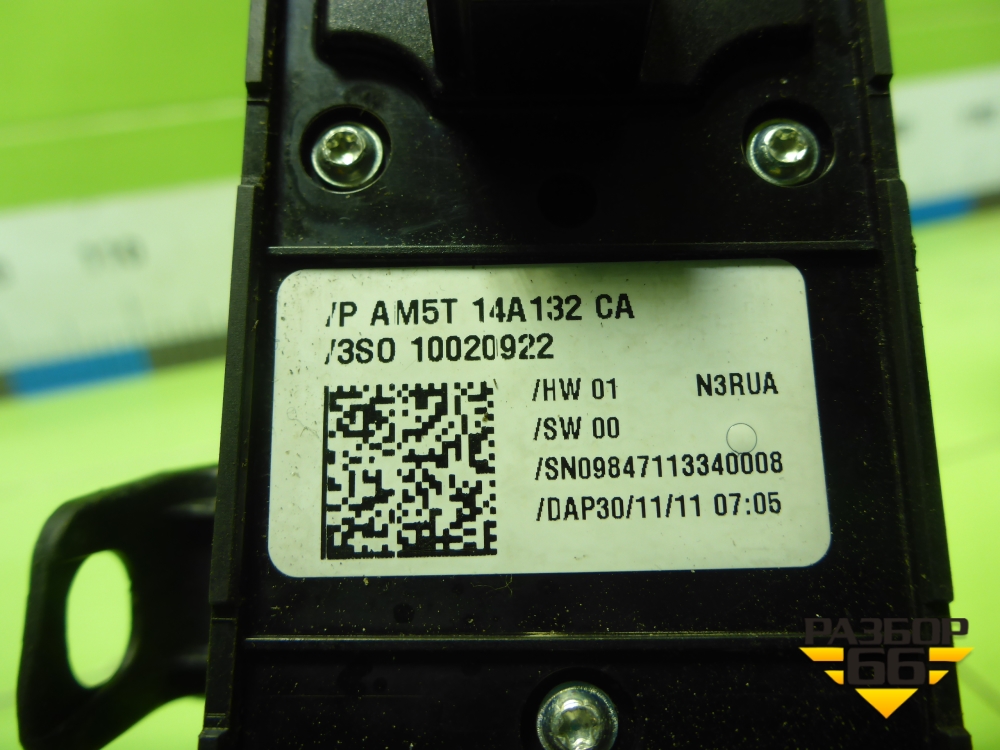 /P AM5T 14A132 CA
/3S0 10020922
/HW 01 N3RUA
/SW 00
/SN09847113340008
/DAP30/11/11 07:05
РАЗБОР
66